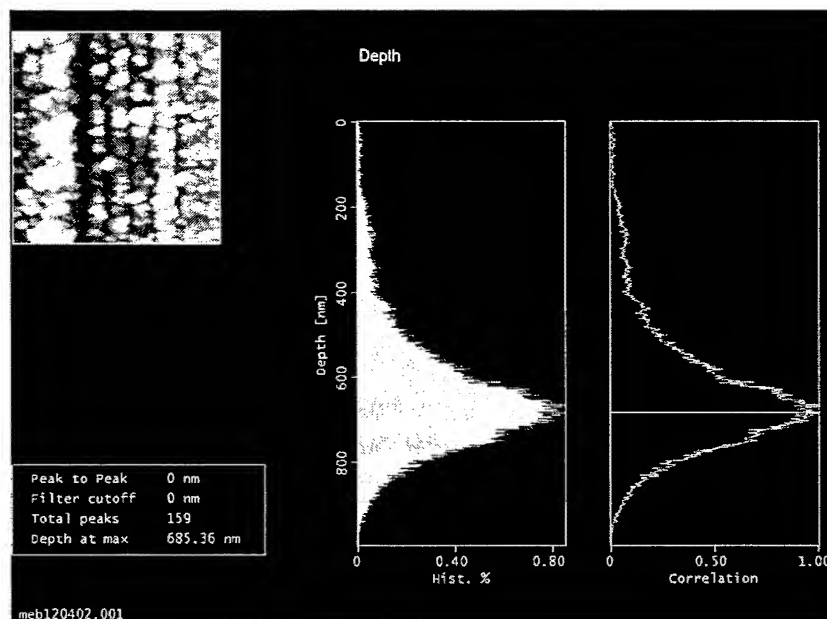 Depth
0
200
400
600
800
Depth [nm]
0 0.40 0.80
Hist. %
0 0.50 1.00
Correlation
Peak to Peak 0 nm
Filter cutoff 0 nm
Total peaks 159
Depth at max 685.36 nm
meb120402.001